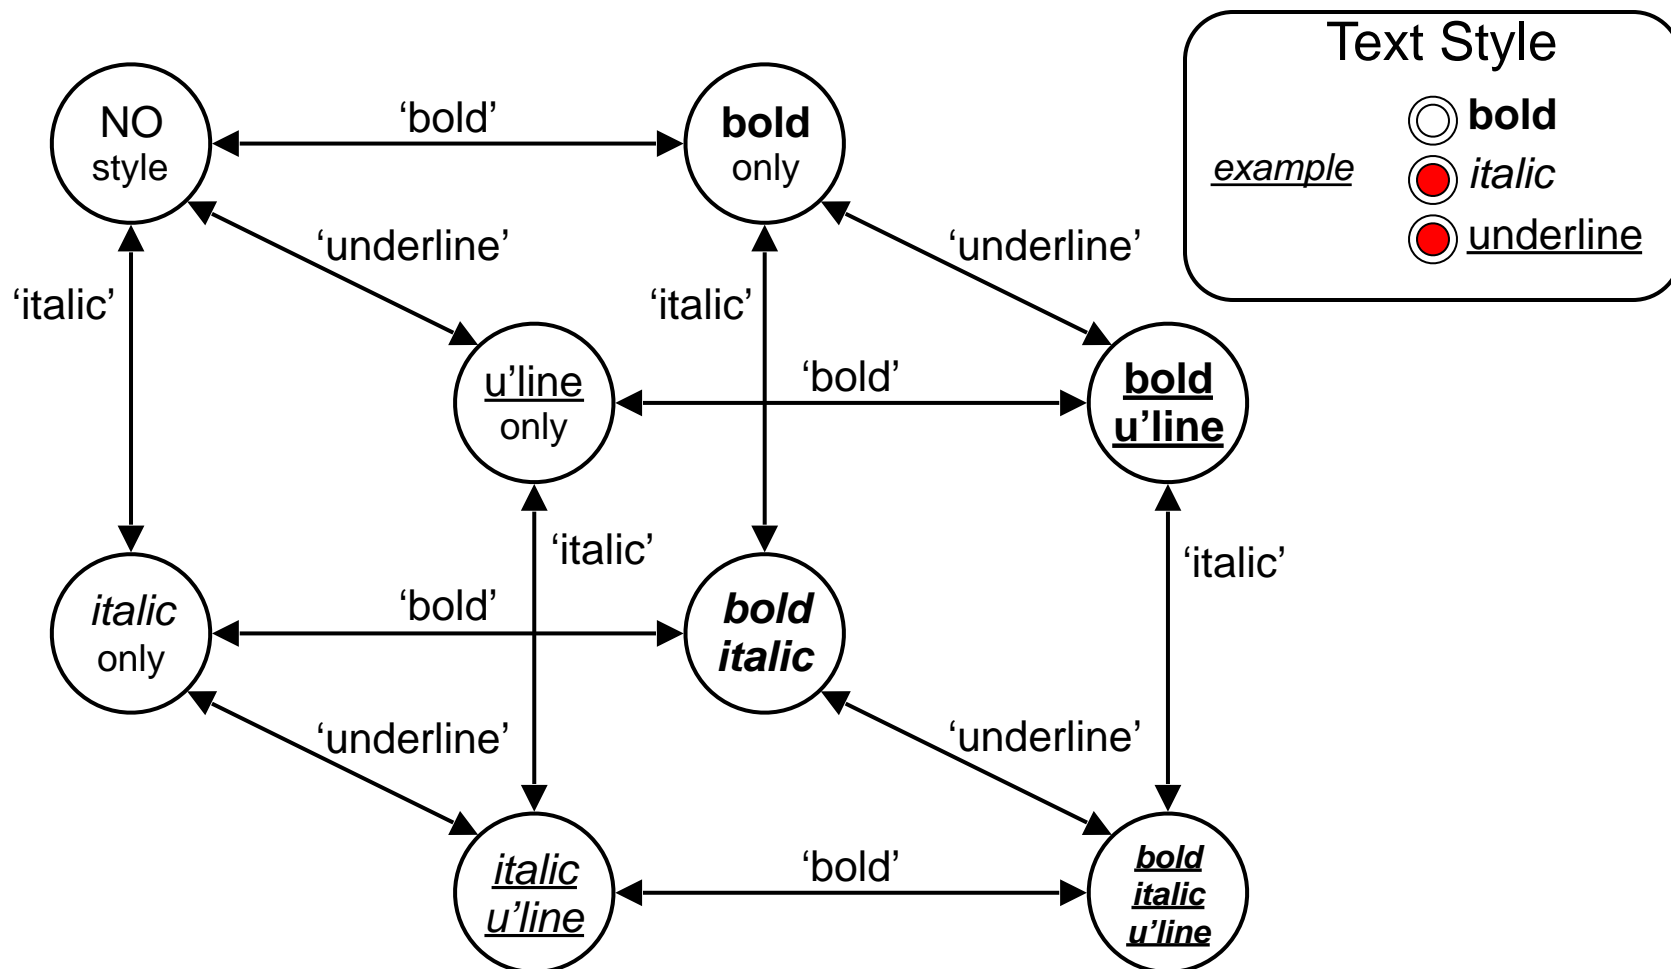 Text Style
bold
italic
underline
example
NO
style
‘bold’
bold
only
‘underline’
‘underline’
‘italic’
‘italic’
u’line
only
‘bold’
bold
u’line
‘italic’
‘italic’
italic
only
‘bold’
bold
italic
‘underline’
‘underline’
italic
u’line
‘bold’
bold
italic
u’line